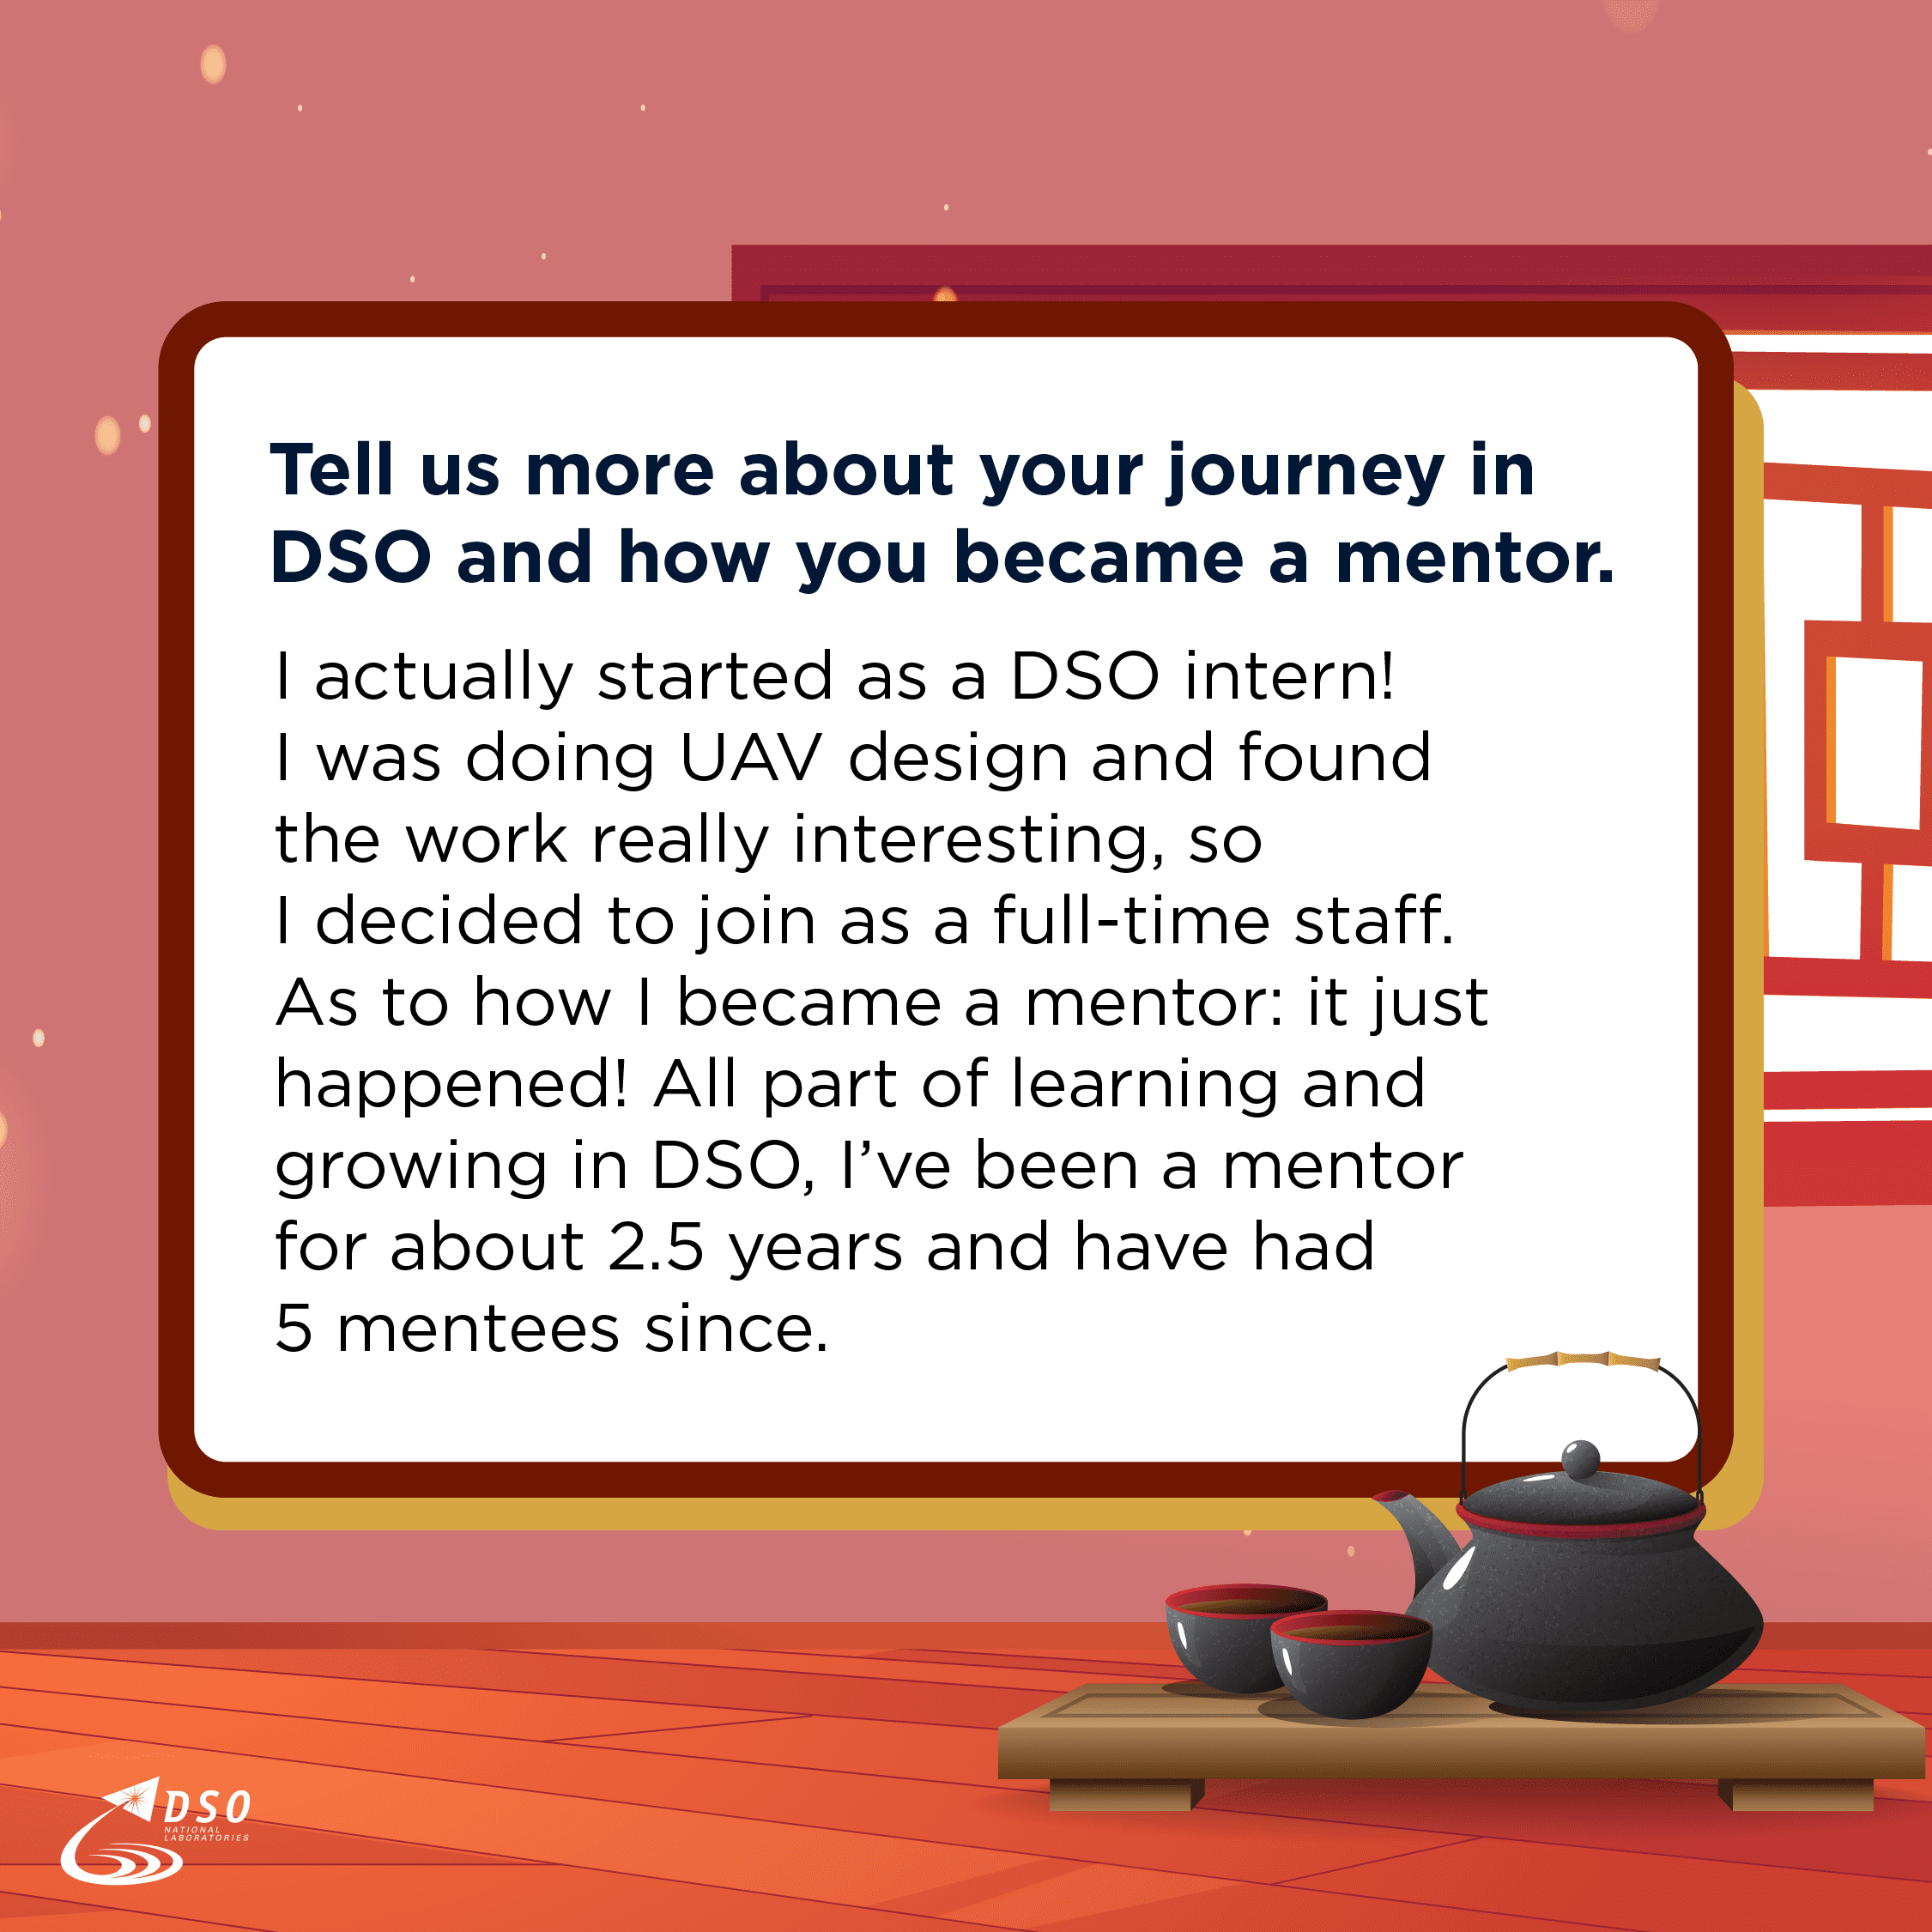 Tell us more about your journey in
DSO and how you became a mentor.
I actually started as a DSO intern!
I was doing UAV design and found
the work really interesting, so
I decided to join as a full-time staff.
As to how I became a mentor: it just
happened! All part of learning and
growing in DSO, I’ve been a mentor
for about 2.5 years and have had
5 mentees since.
DSO
NATIONAL
LABORATORIES